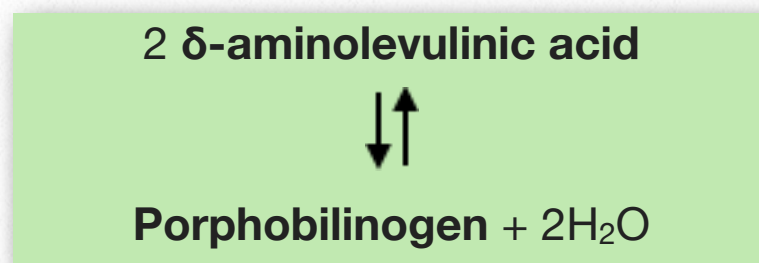 2 δ-aminolevulinic acid
Porphobilinogen + 2H₂O